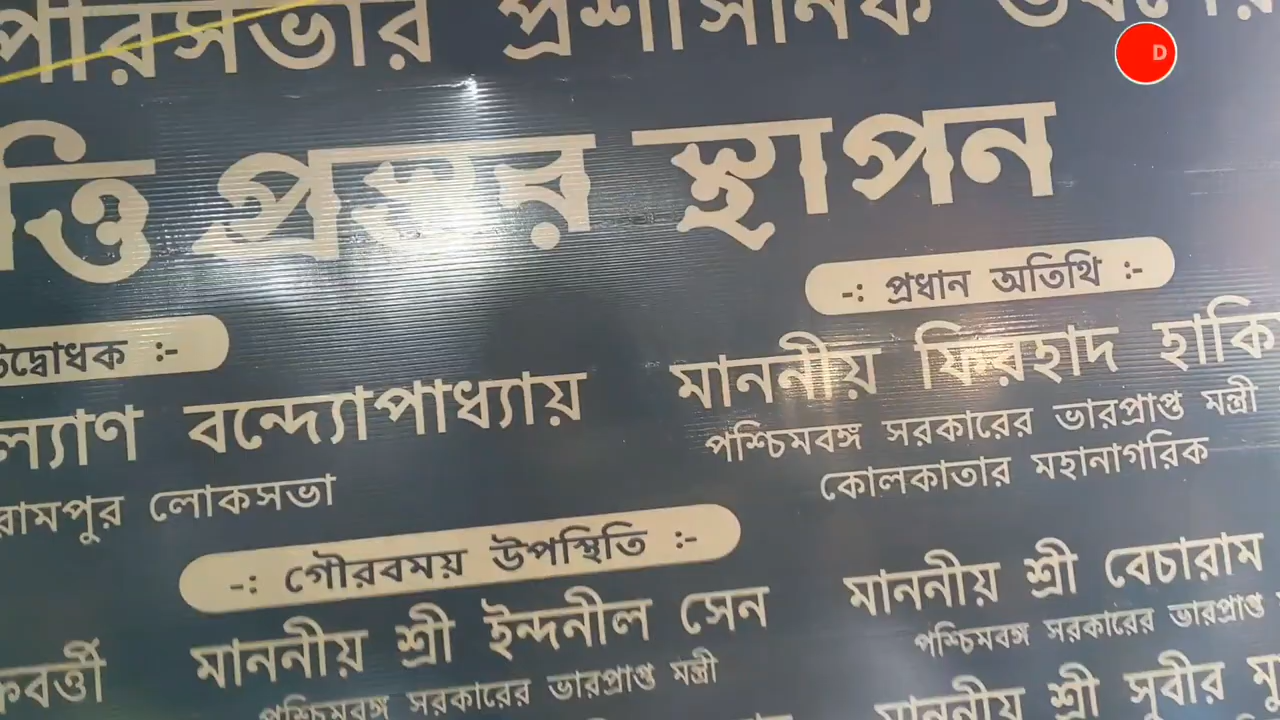 প্রশাসনিক
প্রস্তর স্থাপন
-: প্রধান অতিথি :-
উদ্বোধক :-
বন্দ্যোপাধ্যায় মাননীয় ফিরহাদ
পশ্চিমবঙ্গ সরকারের ভারপ্রাপ্ত মন্ত্রী
লোকসভা কোলকাতার মহানাগরিক
-: গৌরবময় উপস্থিতি :-
মাননীয় শ্রী ইন্দনীল সেন মাননীয় শ্রী বেচারাম
পশ্চিমবঙ্গ সরকারের ভারপ্রাপ্ত মন্ত্রী পশ্চিমবঙ্গ সরকারের ভারপ্রাপ্ত
মাননীয় শ্রী সুবীর
D